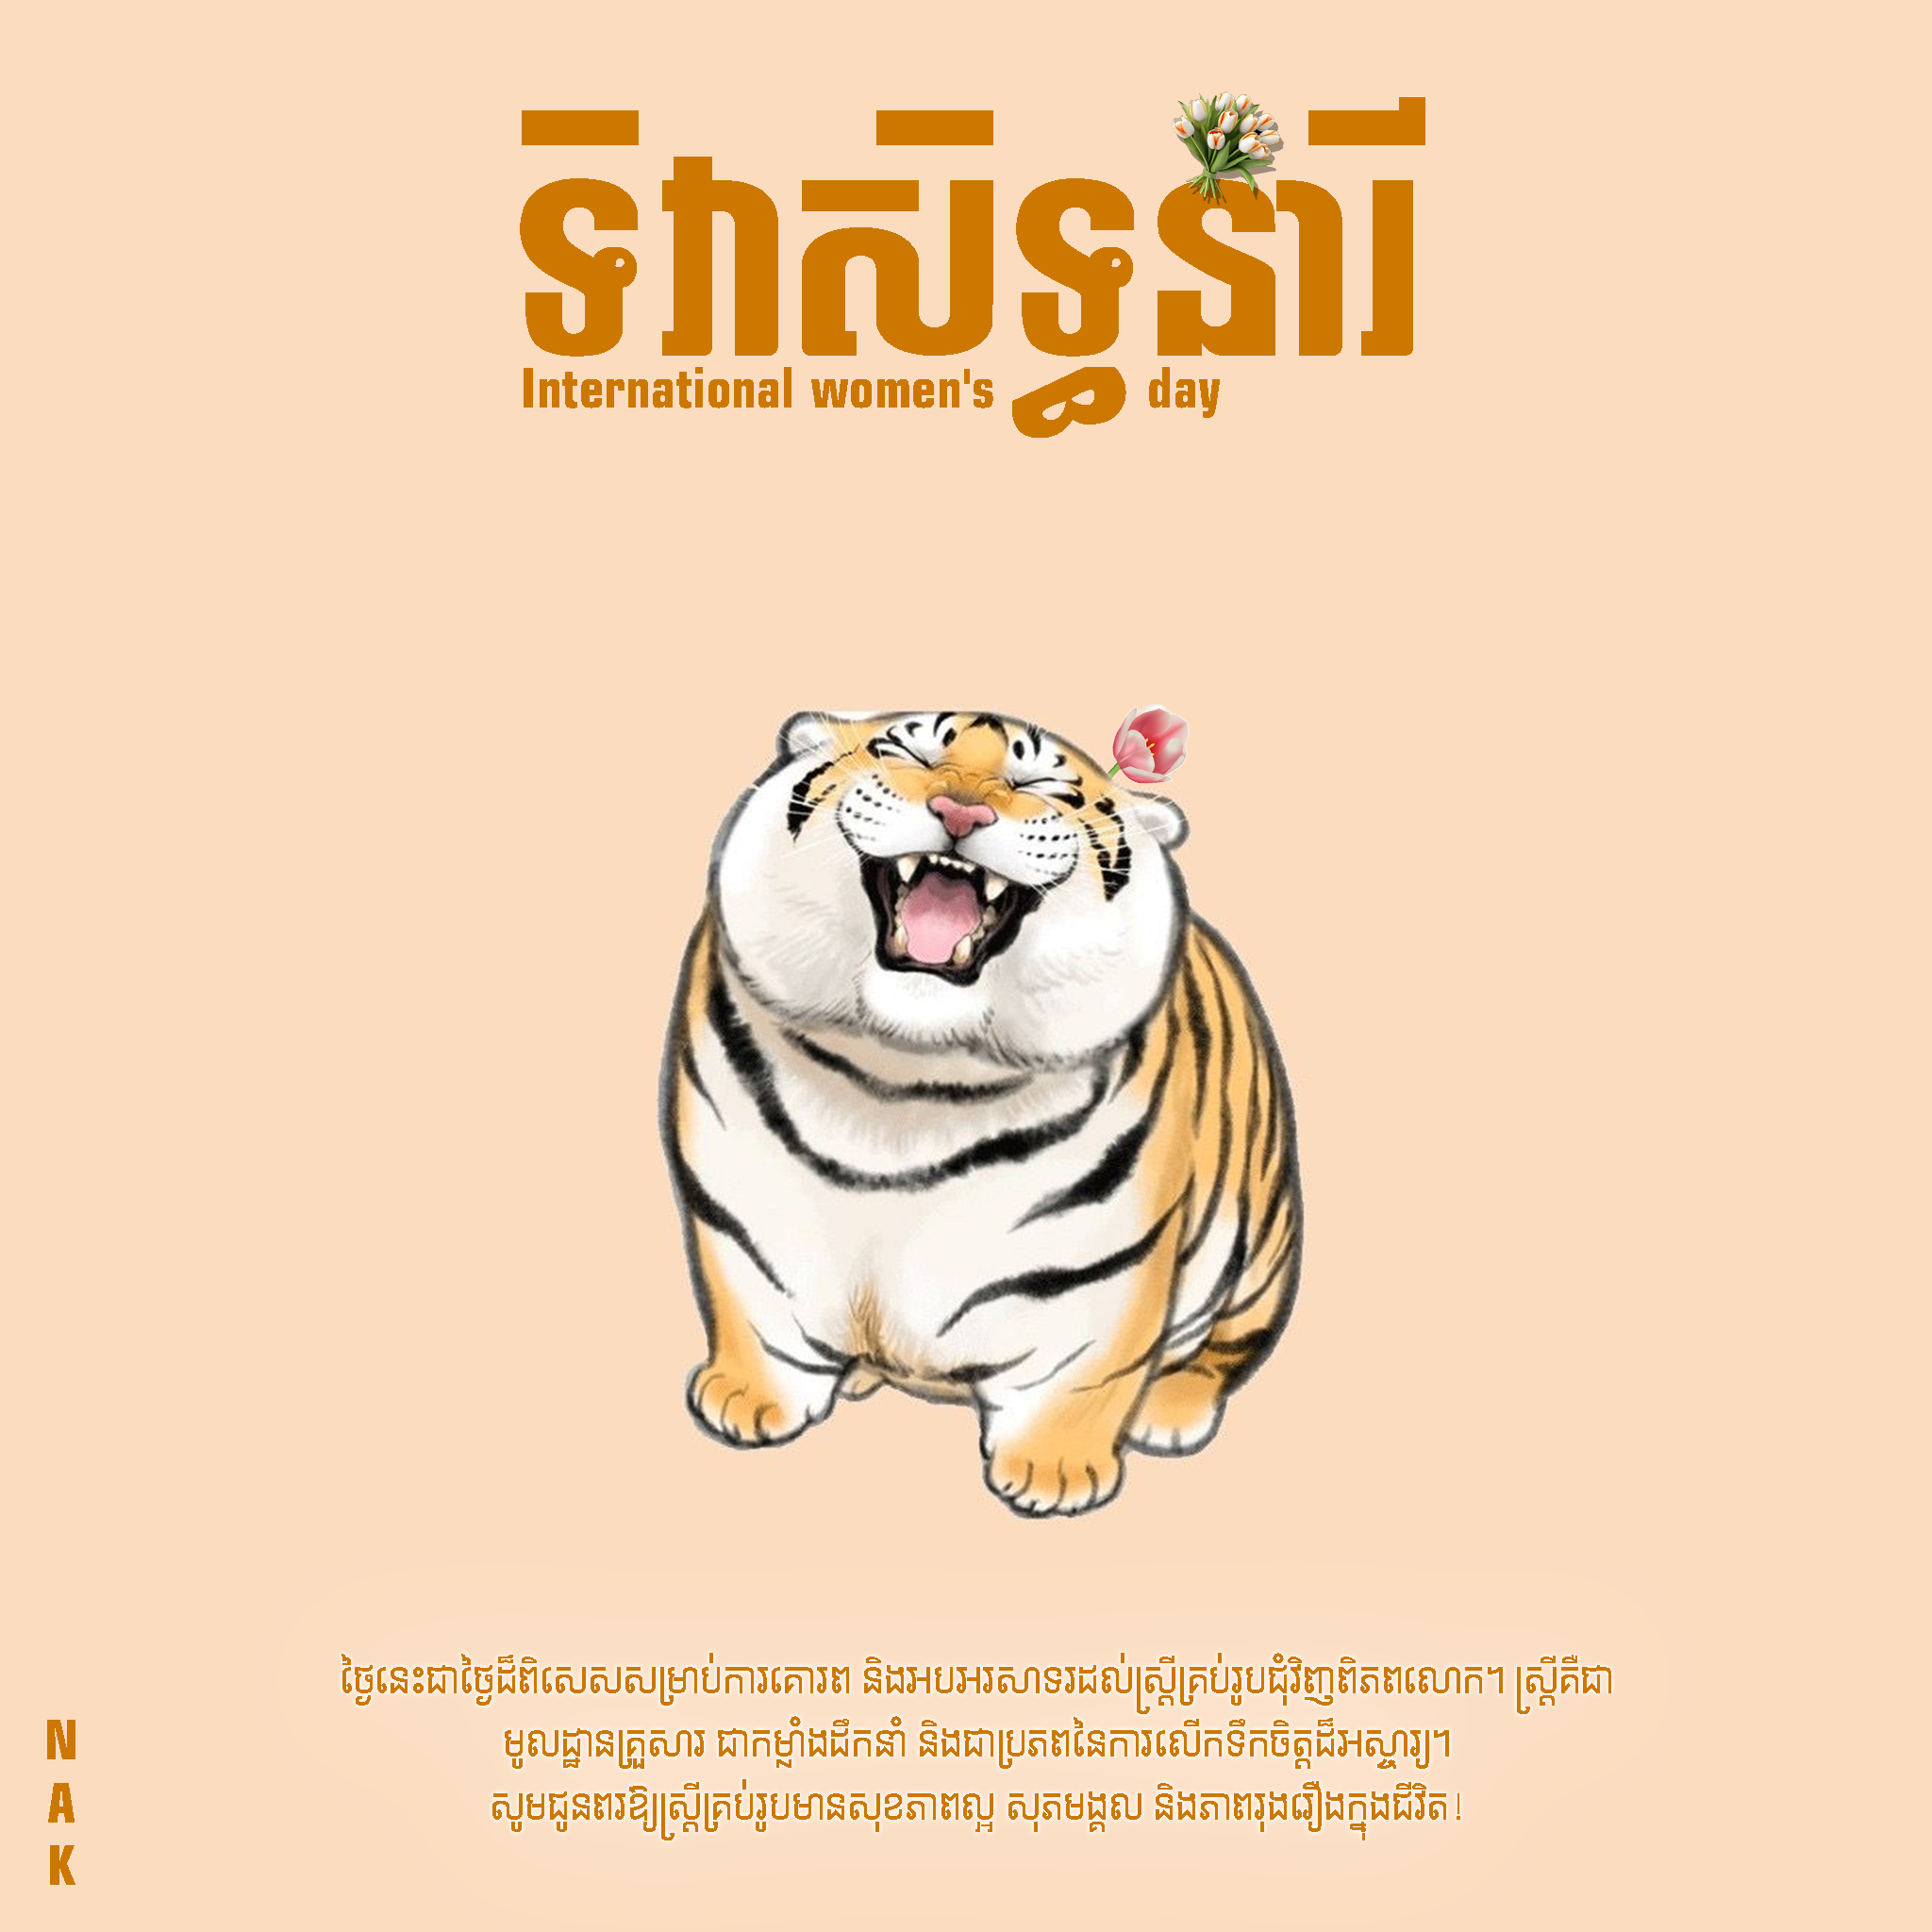 ទិវាសិទ្ធនារី
International women's day
ថ្ងៃនេះជាថ្ងៃដ៏ពិសេសសម្រាប់ការគោរព និងអបអរសាទរដល់ស្ត្រីគ្រប់រូបជុំវិញពិភពលោក។ ស្ត្រីគឺជា
មូលដ្ឋានគ្រួសារ ជាកម្លាំងដឹកនាំ និងជាប្រភពនៃការលើកទឹកចិត្តដ៏អស្ចារ្យ។
សូមជូនពរឱ្យស្ត្រីគ្រប់រូបមានសុខភាពល្អ សុភមង្គល និងភាពរុងរឿងក្នុងជីវិត!
N
A
K